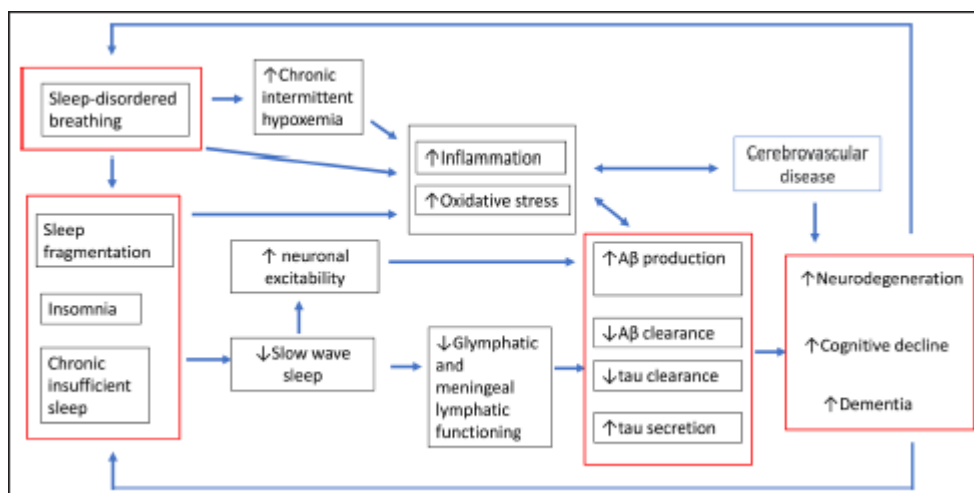 Sleep-disordered
breathing
↑Chronic
intermittent
hypoxemia
↑Inflammation
↑Oxidative stress
Cerebrovascular
disease
Sleep
fragmentation
Insomnia
Chronic
insufficient
sleep
↑ neuronal
excitability
↓Slow wave
sleep
↓Glymphatic
and
meningeal
lymphatic
functioning
↑Aβ production
↓Aβ clearance
↓tau clearance
↑tau secretion
↑Neurodegeneration
↑Cognitive decline
↑Dementia